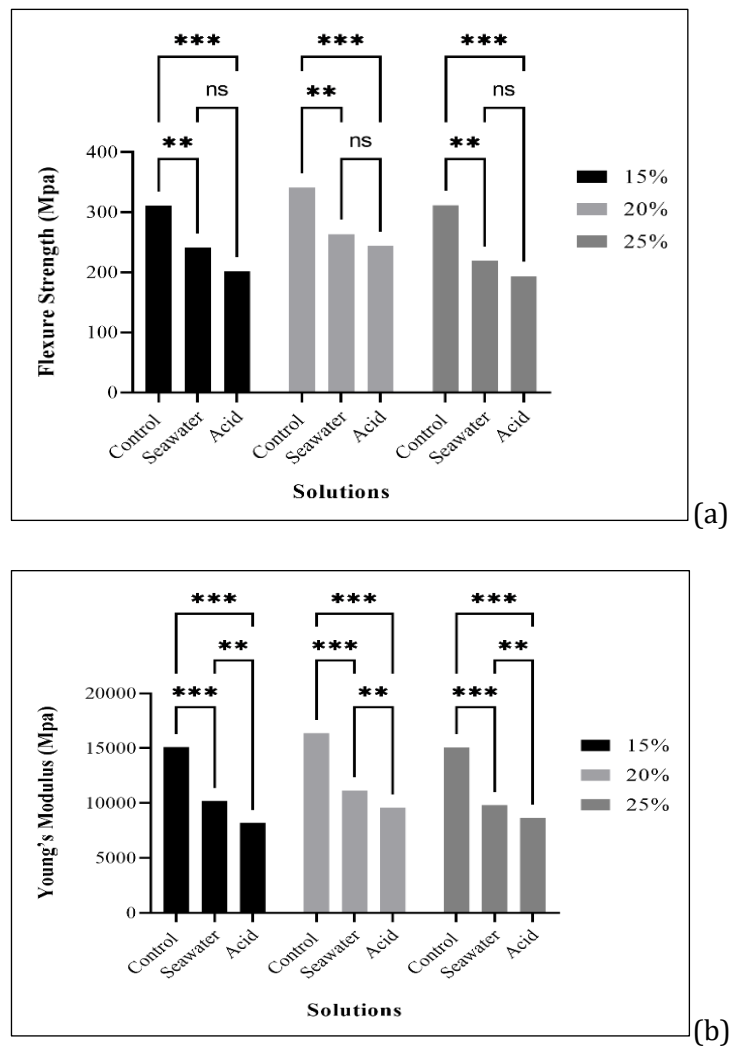 *** *** ***
ns
ns
**
ns
** **
400
300
200
100
0
Flexure Strength (Mpa)
15%
20%
25%
Control Seawater Acid Control Seawater Acid Control Seawater Acid
Solutions
(a)
*** *** ***
** **
*** *** ** ***
20000
15000
10000
5000
0
Young's Modulus (Mpa)
15%
20%
25%
Control Seawater Acid Control Seawater Acid Control Seawater Acid
Solutions
(b)